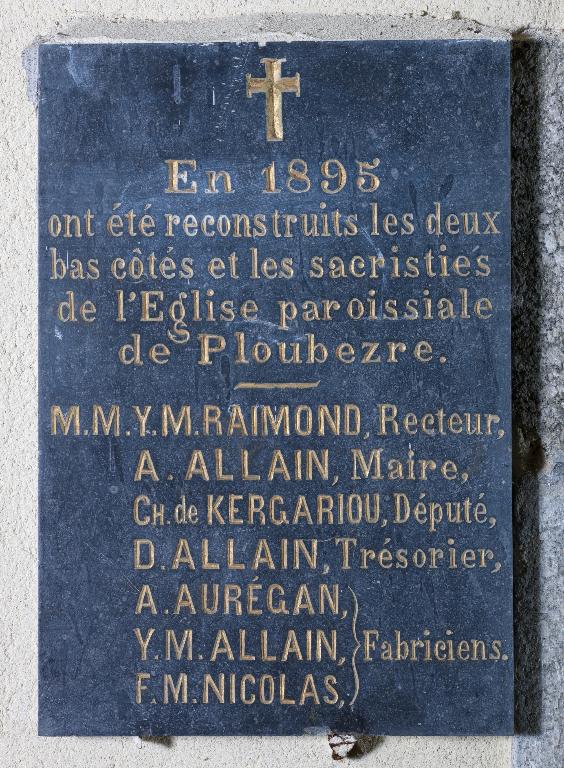 En 1895
ont été reconstruits les deux
bas côtés et les sacristies
de l'Eglise paroissiale
de Ploubezre.
M.M. Y.M. RAIMOND, Recteur,
A. ALLAIN, Maire,
CH. de KERGARIOU, Député,
D. ALLAIN, Trésorier,
A. AURÉGAN,
Y.M. ALLAIN, Fabriciens.
F.M. NICOLAS,